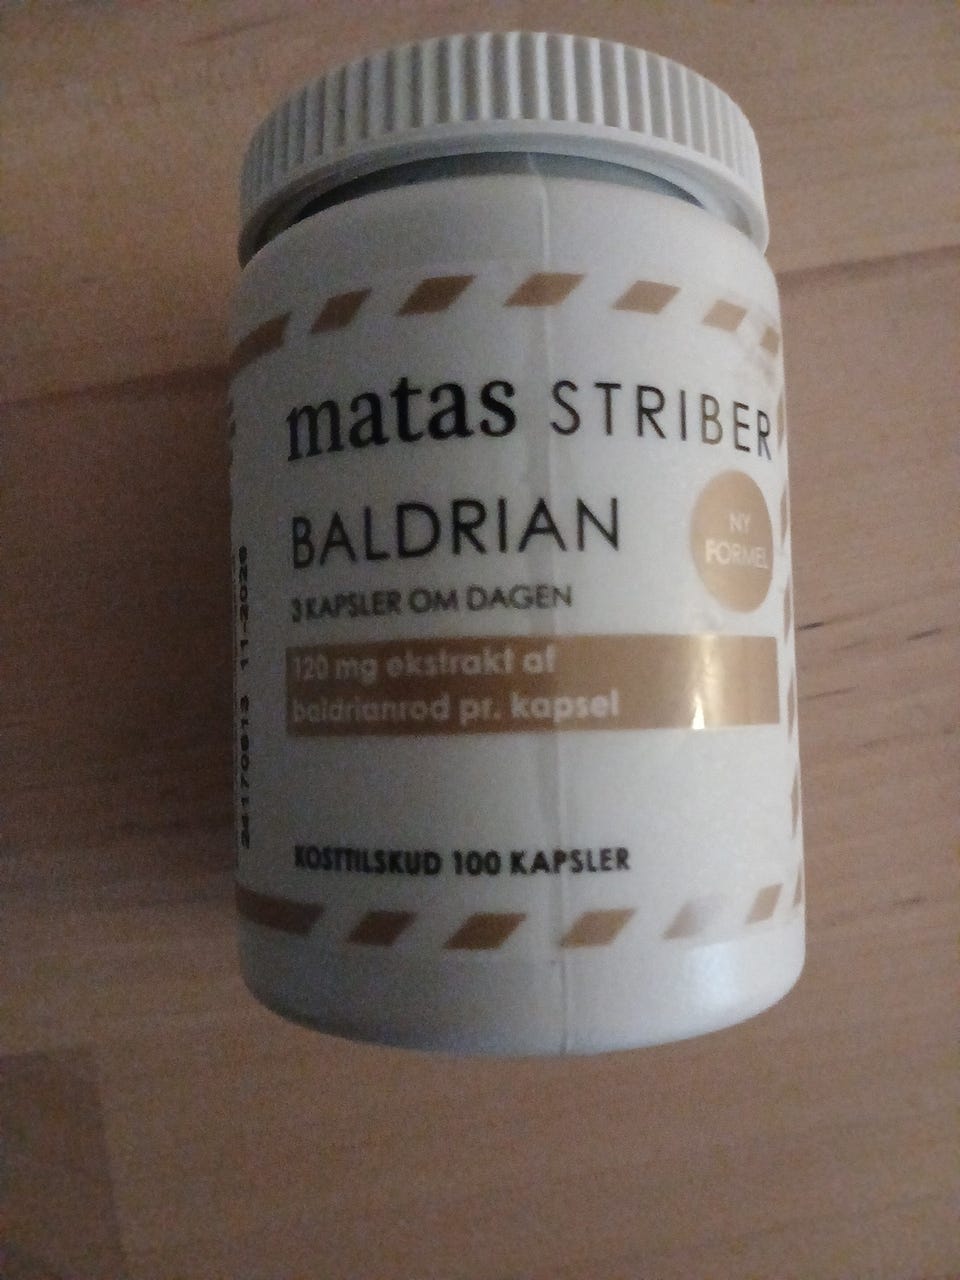 matas STRIBER
BALDRIAN
NY
FORMEL
3 KAPSLER OM DAGEN
120 mg ekstrakt af
baldrianrod pr. kapsel
KOSTTILSKUD 100 KAPSLER